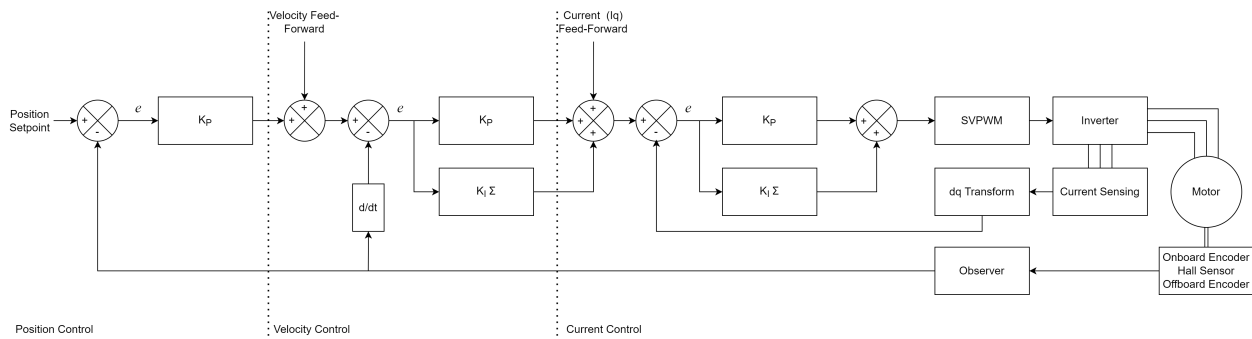 Velocity Feed-
Forward
Current (Iq)
Feed-Forward
Position
Setpoint
+
-
e
KP
+
+
+
-
e
KP
KI Σ
d/dt
+
+
+
+
-
e
KP
KI Σ
+
+
SVPWM
Inverter
dq Transform
Current Sensing
Motor
Observer
Onboard Encoder
Hall Sensor
Offboard Encoder
Position Control
Velocity Control
Current Control